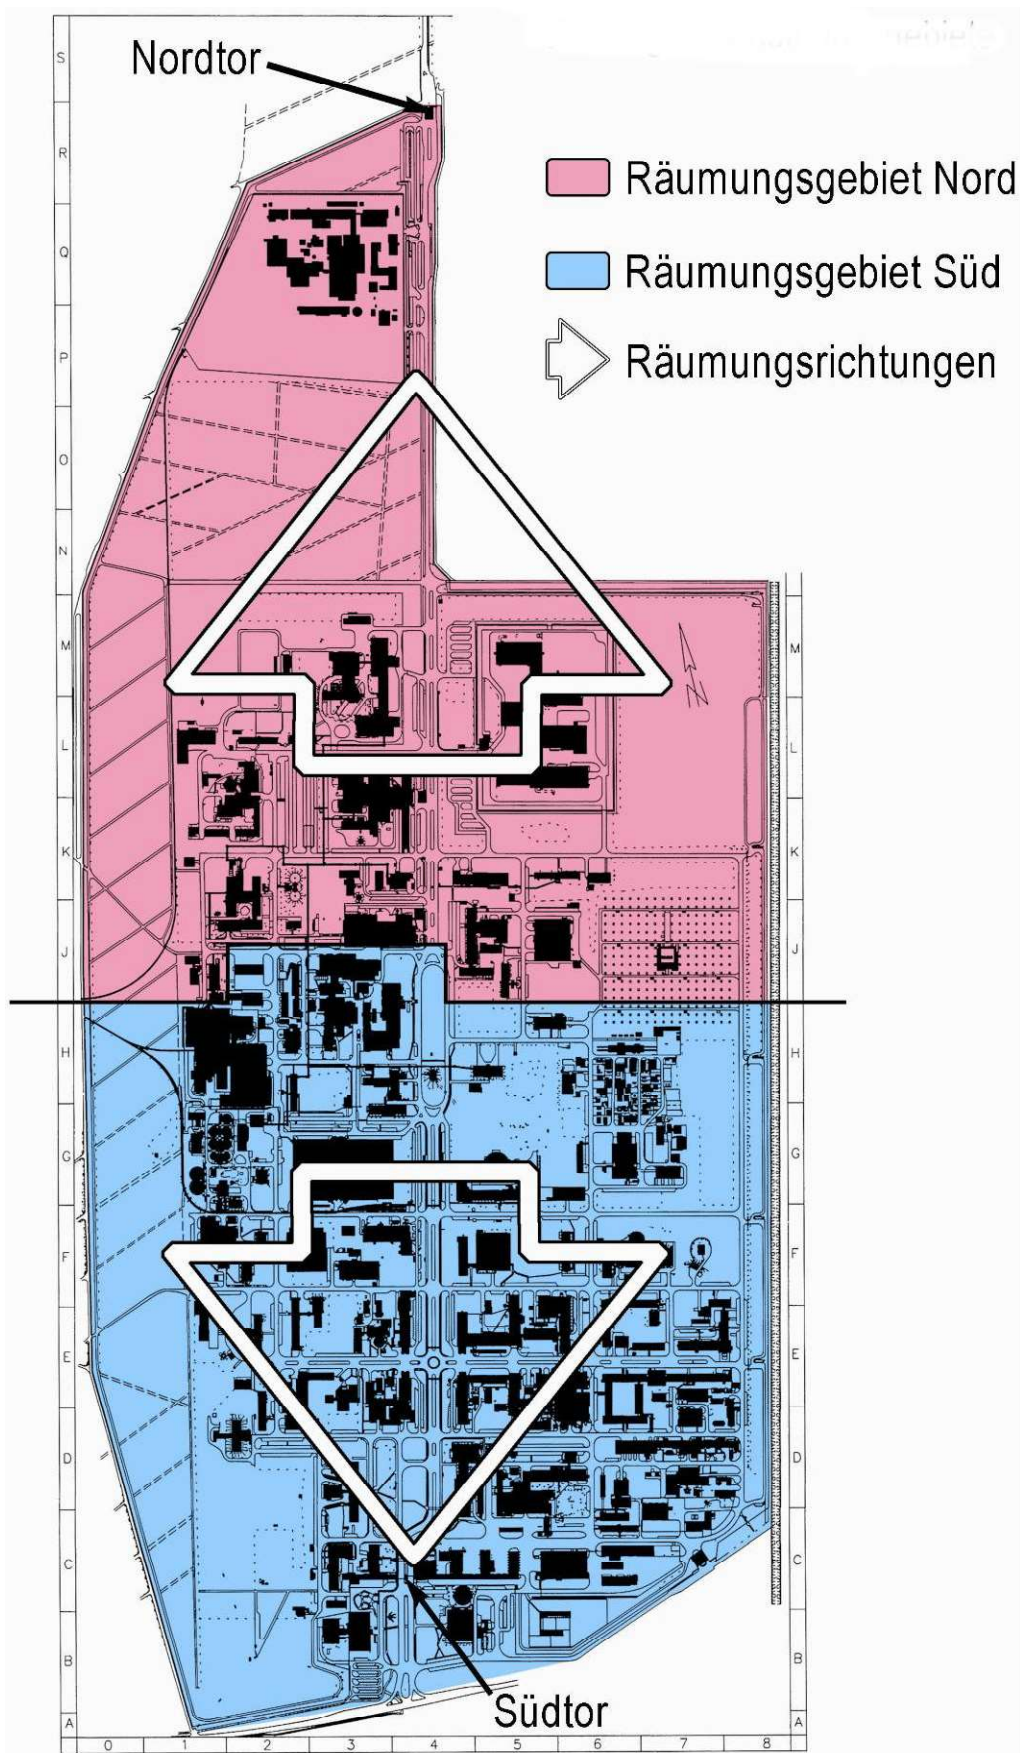 Nordtor
Räumungsgebiet Nord
Räumungsgebiet Süd
Räumungsrichtungen
S
R
Q
P
O
N
M
L
K
J
H
G
F
E
D
C
B
A
M
L
K
J
H
G
F
E
D
C
B
A
N
Südtor
0 1 2 3 4 5 6 7 8